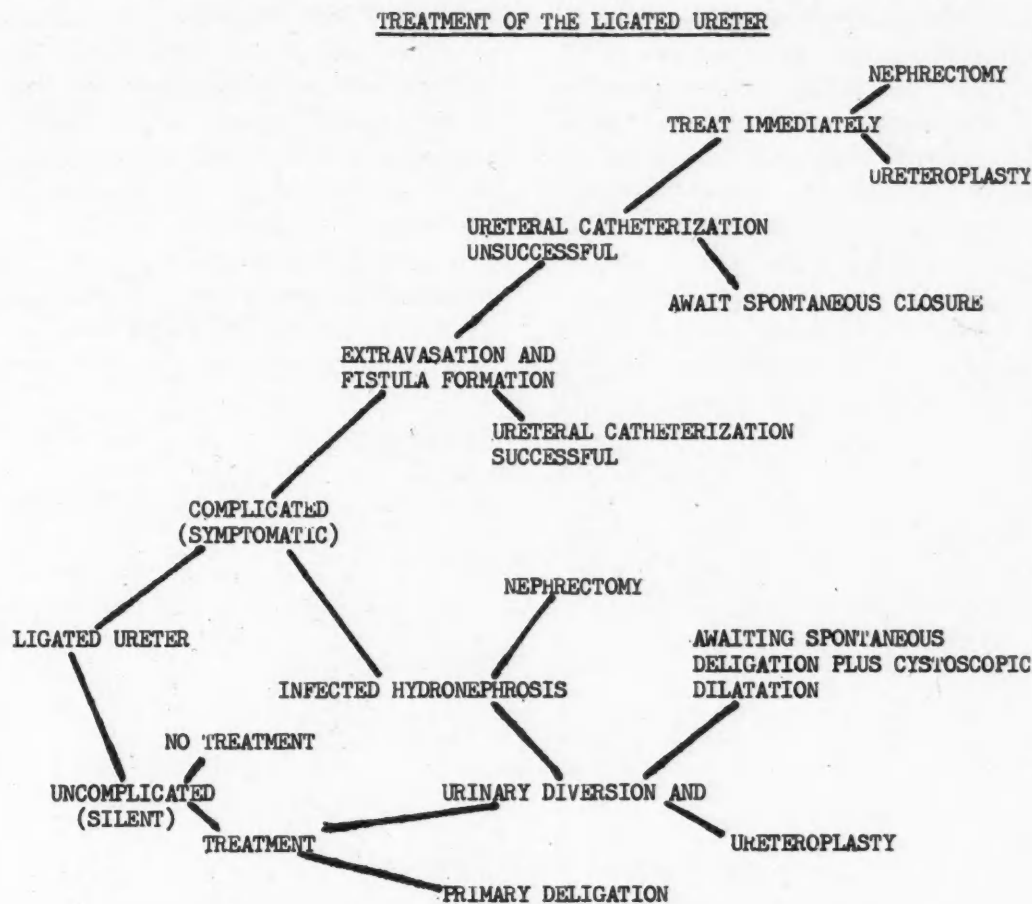 TREATMENT OF THE LIGATED URETER
NEPHRECTOMY
TREAT IMMEDIATELY
URETEROPLASTY
URETERAL CATHETERIZATION
UNSUCCESSFUL
AWAIT SPONTANEOUS CLOSURE
EXTRAVASATION AND
FISTULA FORMATION
URETERAL CATHETERIZATION
SUCCESSFUL
COMPLICATED
(SYMPTOMATIC)
NEPHRECTOMY
LIGATED URETER
AWAITING SPONTANEOUS
DELIGATION PLUS CYSTOSCOPIC
DILATATION
INFECTED HYDRONEPHROSIS
NO TREATMENT
UNCOMPLICATED
(SILENT)
URINARY DIVERSION AND
TREATMENT
URETEROPLASTY
PRIMARY DELIGATION